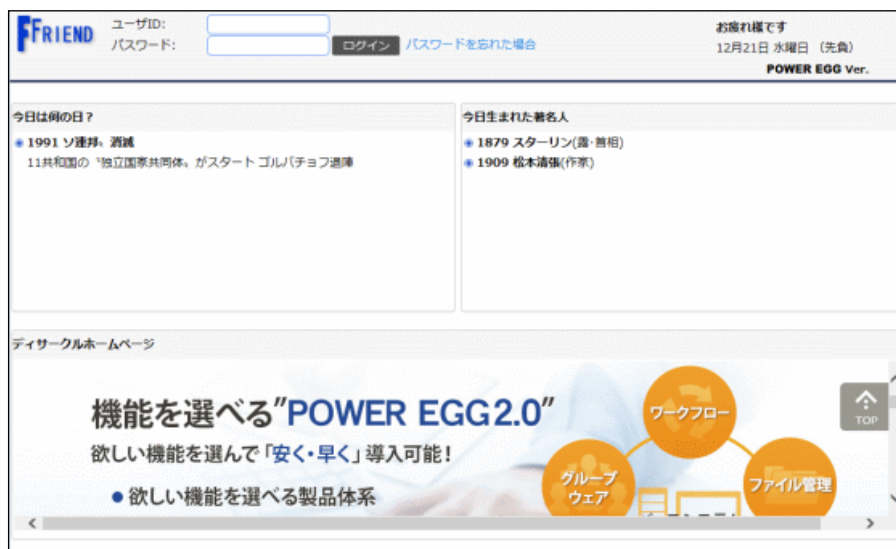 FFRIEND
ユーザID:
パスワード:
ログイン
パスワードを忘れた場合
お疲れ様です
12月21日 水曜日 （先負）
POWER EGG Ver.
今日は何の日？
1991 ソ連邦〟消滅
11共和国の〝独立国家共同体〟がスタート ゴルバチョフ退陣
今日生まれた著名人
1879 スターリン(露･首相)
1909 松本清張(作家)
ディサークルホームページ
機能を選べる"POWER EGG2.0"
欲しい機能を選んで「安く・早く」導入可能！
●欲しい機能を選べる製品体系
ワークフロー
グループ
ウェア
ファイル管理
TOP